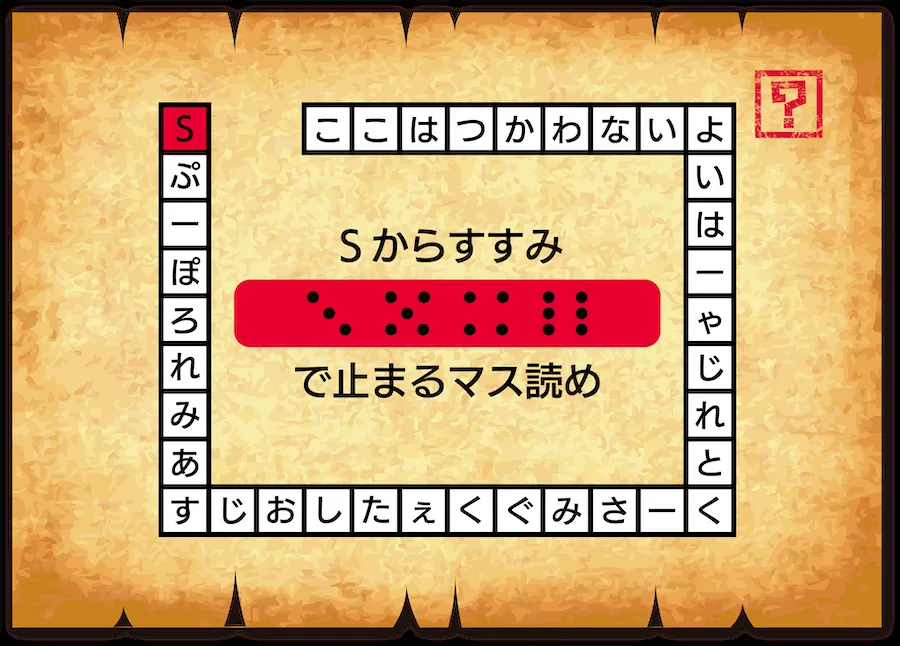 S
ぷーぽろれみあす
じおしたぇくぐみさーく
とれじゃーはいよ
いなわかつはここ
Sからすすみ
で止まるマス読め
?